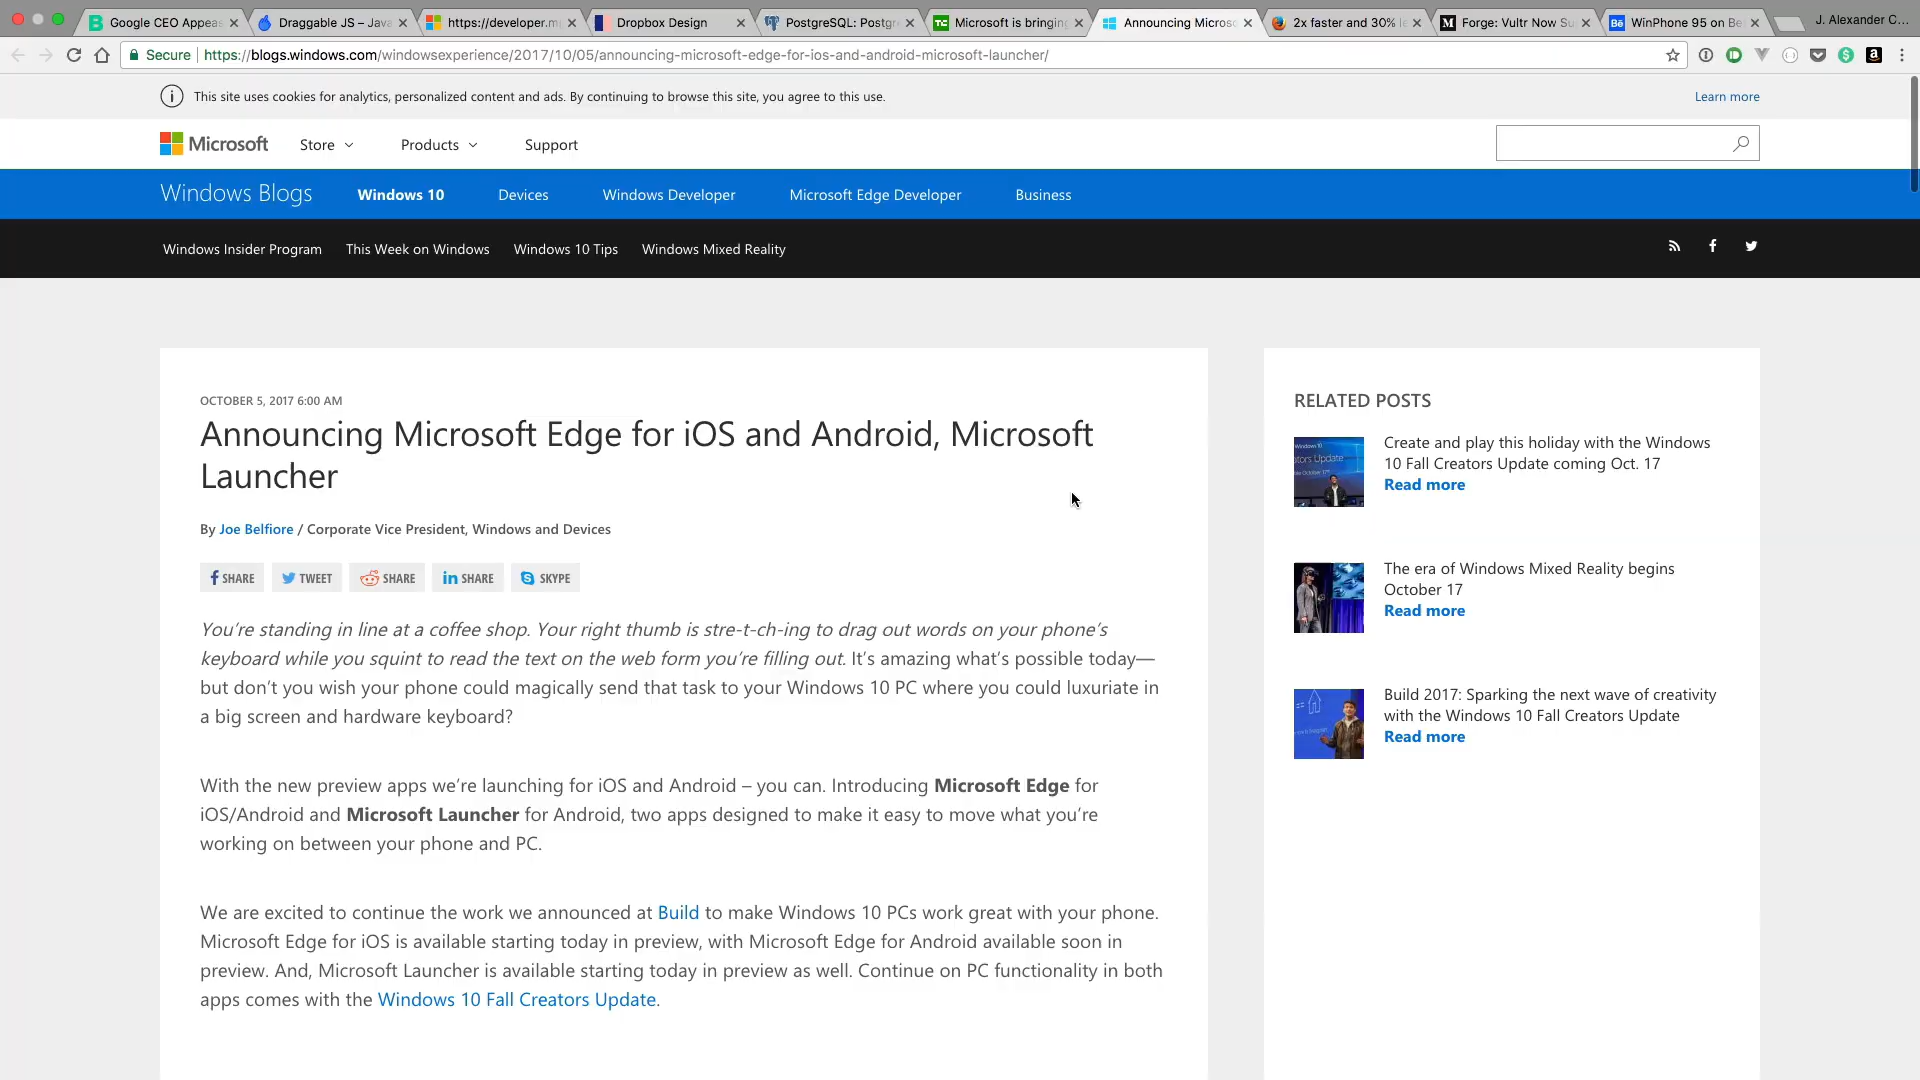 Google CEO Appeas
Draggable JS – Java
https://developer.m
Dropbox Design
PostgreSQL: Postgr
Microsoft is bringing
Announcing Microso
2x faster and 30% le
Forge: Vultr Now Su
WinPhone 95 on Be
J. Alexander C...
Secure https://blogs.windows.com/windowsexperience/2017/10/05/announcing-microsoft-edge-for-ios-and-android-microsoft-launcher/
This site uses cookies for analytics, personalized content and ads. By continuing to browse this site, you agree to this use.
Learn more
Microsoft Store Products Support
Windows Blogs Windows 10 Devices Windows Developer Microsoft Edge Developer Business
Windows Insider Program This Week on Windows Windows 10 Tips Windows Mixed Reality
OCTOBER 5, 2017 6:00 AM
Announcing Microsoft Edge for iOS and Android, Microsoft
Launcher
By Joe Belfiore / Corporate Vice President, Windows and Devices
SHARE TWEET SHARE SHARE SKYPE
You’re standing in line at a coffee shop. Your right thumb is stre-t-ch-ing to drag out words on your phone’s
keyboard while you squint to read the text on the web form you’re filling out. It’s amazing what’s possible today—
but don’t you wish your phone could magically send that task to your Windows 10 PC where you could luxuriate in
a big screen and hardware keyboard?
With the new preview apps we’re launching for iOS and Android – you can. Introducing Microsoft Edge for
iOS/Android and Microsoft Launcher for Android, two apps designed to make it easy to move what you’re
working on between your phone and PC.
We are excited to continue the work we announced at Build to make Windows 10 PCs work great with your phone.
Microsoft Edge for iOS is available starting today in preview, with Microsoft Edge for Android available soon in
preview. And, Microsoft Launcher is available starting today in preview as well. Continue on PC functionality in both
apps comes with the Windows 10 Fall Creators Update.
RELATED POSTS
Create and play this holiday with the Windows
10 Fall Creators Update coming Oct. 17
Read more
The era of Windows Mixed Reality begins
October 17
Read more
Build 2017: Sparking the next wave of creativity
with the Windows 10 Fall Creators Update
Read more